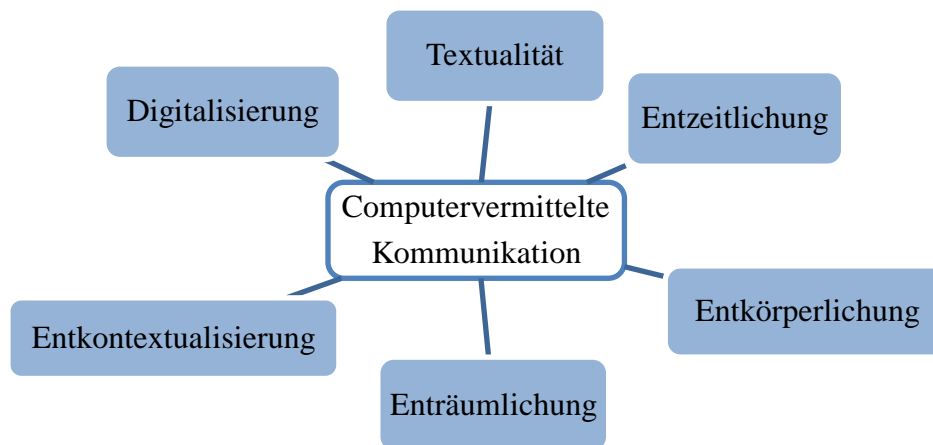 Textualität
Digitalisierung
Entzeitlichung
Computervermittelte
Kommunikation
Entkontextualisierung
Entkörperlichung
Enträumlichung